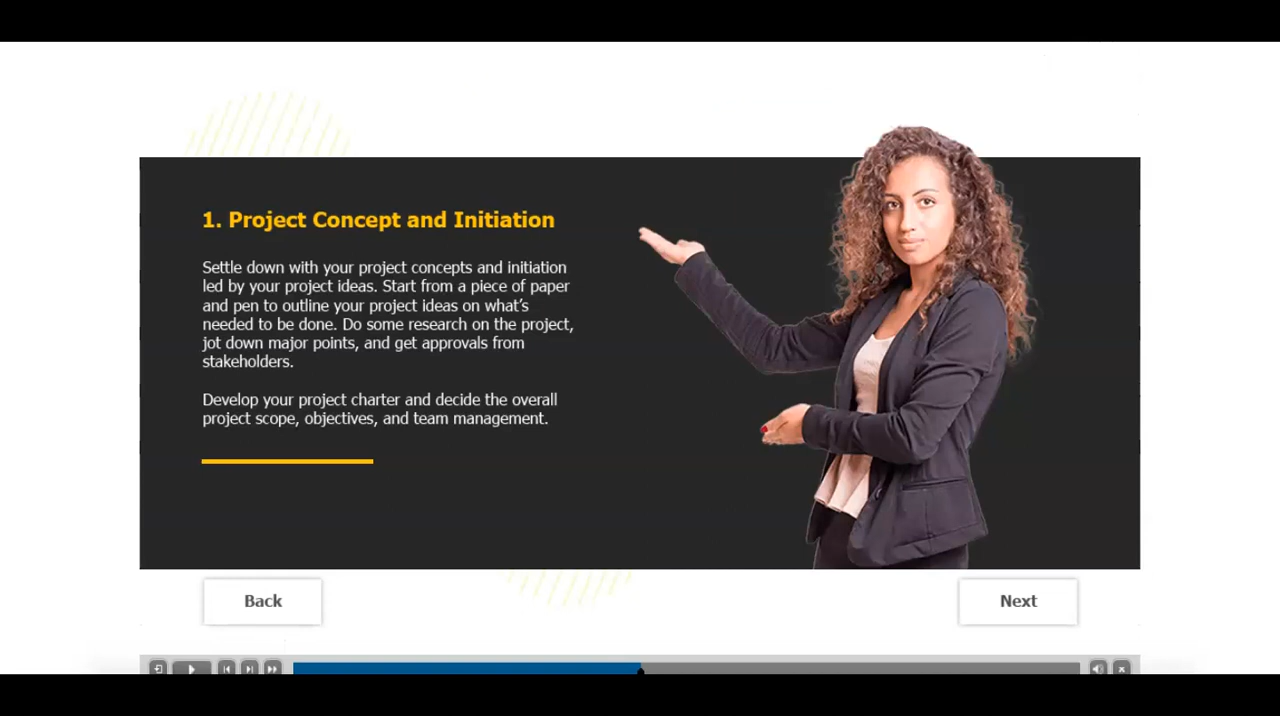 1. Project Concept and Initiation
Settle down with your project concepts and initiation
led by your project ideas. Start from a piece of paper
and pen to outline your project ideas on what’s
needed to be done. Do some research on the project,
jot down major points, and get approvals from
stakeholders.
Develop your project charter and decide the overall
project scope, objectives, and team management.
Back
Next